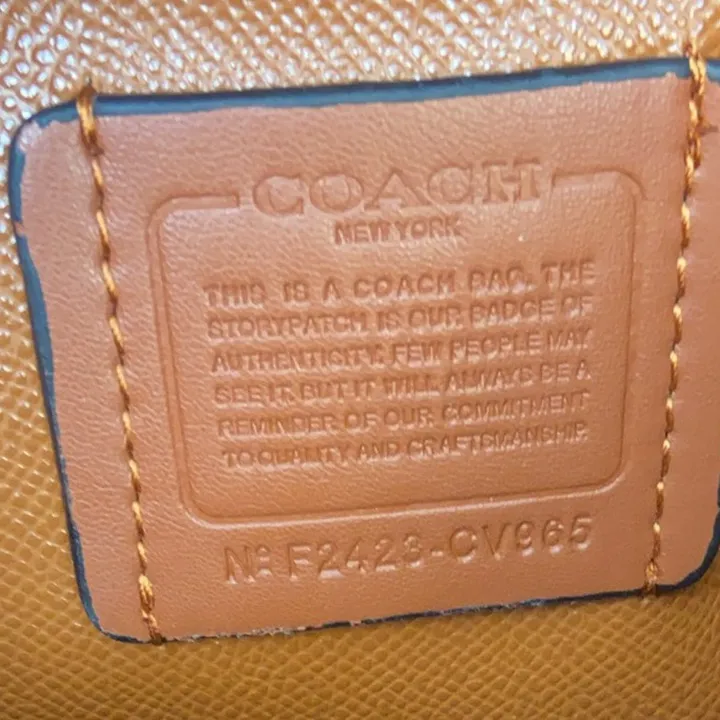 COACH
NEW YORK
THIS IS A COACH BAG. THE
STORYPATCH IS OUR BADGE OF
AUTHENTICITY. FEW PEOPLE MAY
SEE IT, BUT IT WILL ALWAYS BE A
REMINDER OF OUR COMMITMENT
TO QUALITY AND CRAFTSMANSHIP.
Nº F2423-CV965